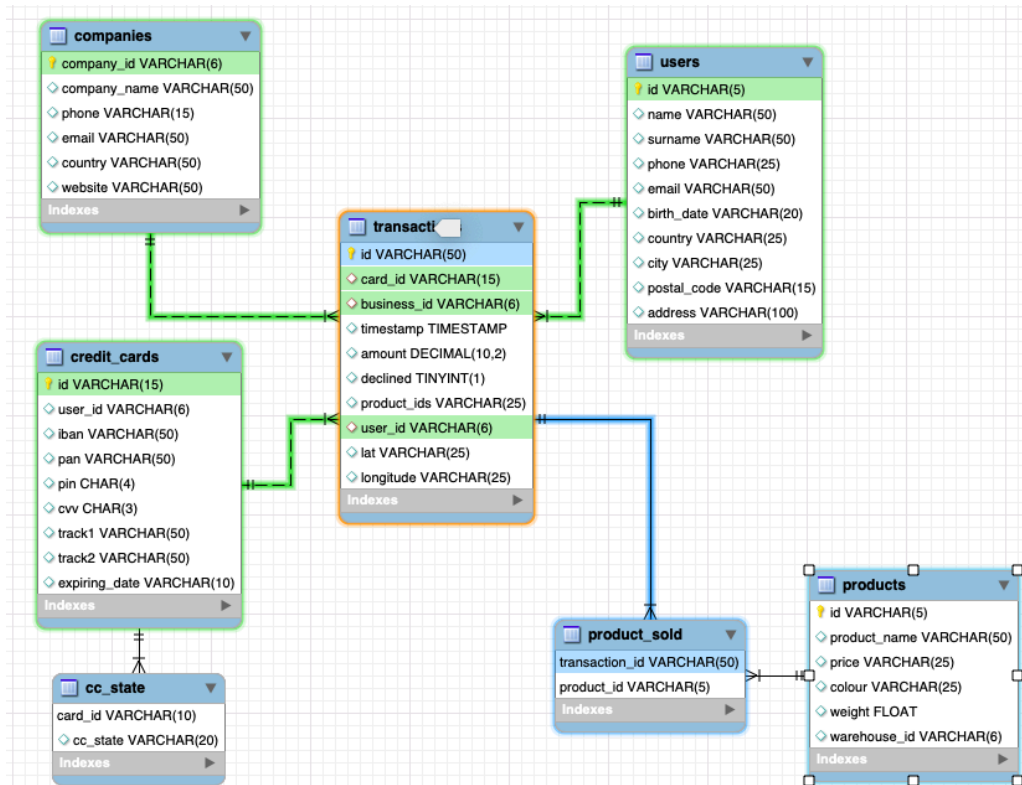 companies
company_id VARCHAR(6)
company_name VARCHAR(50)
phone VARCHAR(15)
email VARCHAR(50)
country VARCHAR(50)
website VARCHAR(50)
Indexes
users
id VARCHAR(5)
name VARCHAR(50)
surname VARCHAR(50)
phone VARCHAR(25)
email VARCHAR(50)
birth_date VARCHAR(20)
country VARCHAR(25)
city VARCHAR(25)
postal_code VARCHAR(15)
address VARCHAR(100)
Indexes
id VARCHAR(50)
card_id VARCHAR(15)
business_id VARCHAR(6)
timestamp TIMESTAMP
amount DECIMAL(10,2)
declined TINYINT(1)
product_ids VARCHAR(25)
user_id VARCHAR(6)
lat VARCHAR(25)
longitude VARCHAR(25)
Indexes
credit_cards
id VARCHAR(15)
user_id VARCHAR(6)
iban VARCHAR(50)
pan VARCHAR(50)
pin CHAR(4)
cvv CHAR(3)
track1 VARCHAR(50)
track2 VARCHAR(50)
expiring_date VARCHAR(10)
Indexes
cc_state
card_id VARCHAR(10)
cc_state VARCHAR(20)
Indexes
product_sold
transaction_id VARCHAR(50)
product_id VARCHAR(5)
Indexes
products
id VARCHAR(5)
product_name VARCHAR(50)
price VARCHAR(25)
colour VARCHAR(25)
weight FLOAT
warehouse_id VARCHAR(6)
Indexes